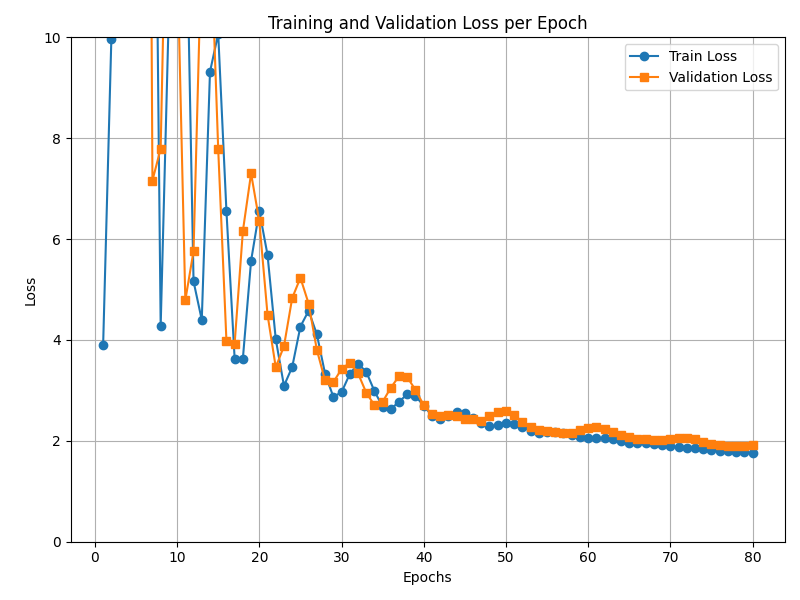 Training and Validation Loss per Epoch
Train Loss
Validation Loss
Loss
10
8
6
4
2
0
0 10 20 30 40 50 60 70 80
Epochs